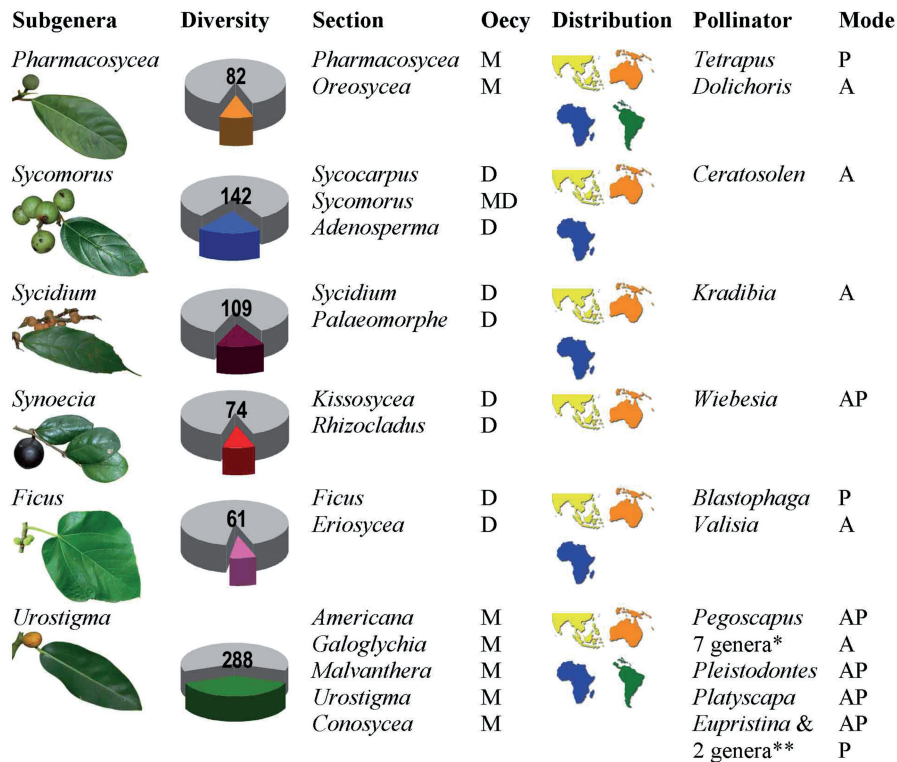 Subgenera Diversity Section Oecy Distribution Pollinator Mode
Pharmacosycea 82 Pharmacosycea M Tetrapus P
Oreosycea M Dolichoris A
Sycomorus 142 Sycocarpus D Ceratosolen A
Sycomorus MD
Adenosperma D
Sycidium 109 Sycidium D Kradibia A
Palaeomorphe D
Synoecia 74 Kissosycea D Wiebesia AP
Rhizocladus D
Ficus 61 Ficus D Blastophaga P
Eriosycea D Valisia A
Urostigma 288 Americana M Pegoscapus AP
Galoglychia M 7 genera* A
Malvanthera M Pleistodontes AP
Urostigma M Platyscapa AP
Conosycea M Eupristina & AP
2 genera** P